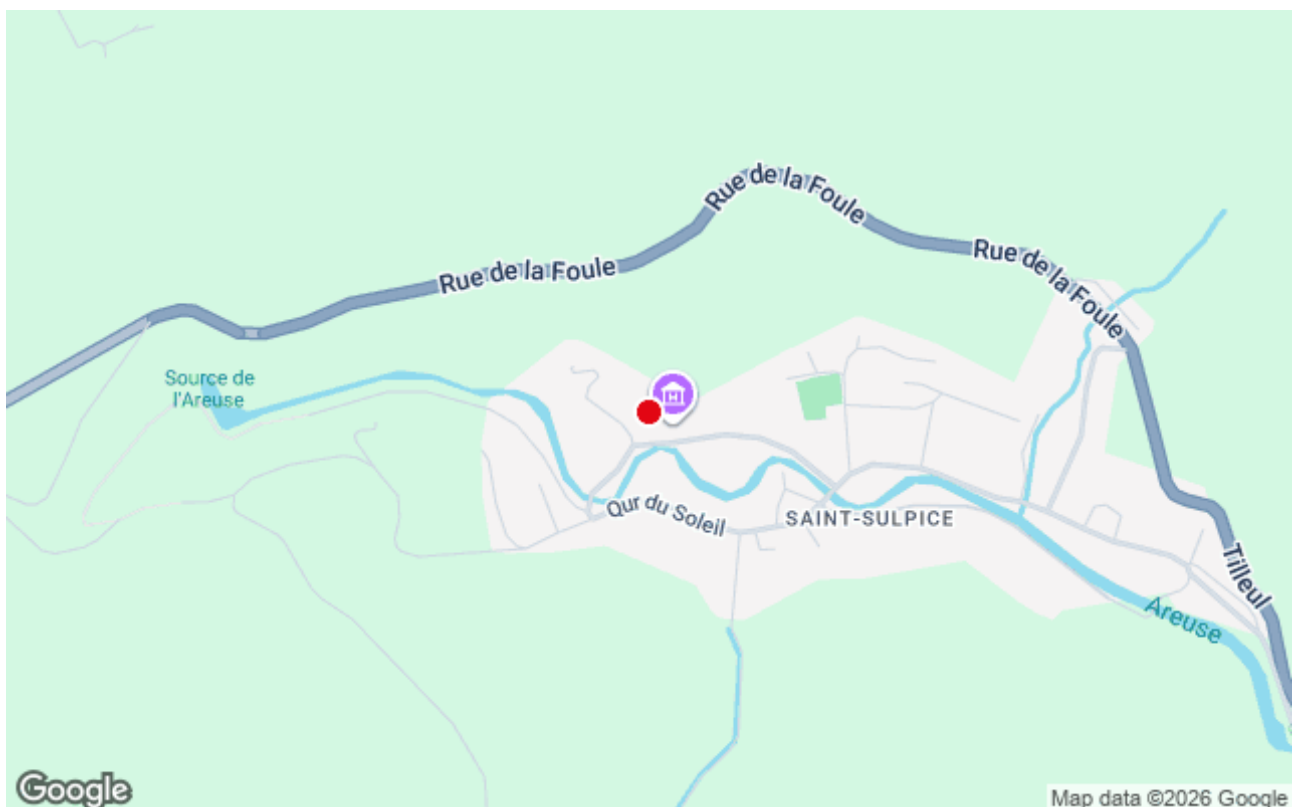 Rue de la Foule
Rue de la Foule
Rue de la Foule
Source de
l'Areuse
Qur du Soleil
SAINT-SULPICE
Tilleul
Areuse
Google
Map data ©2026 Google